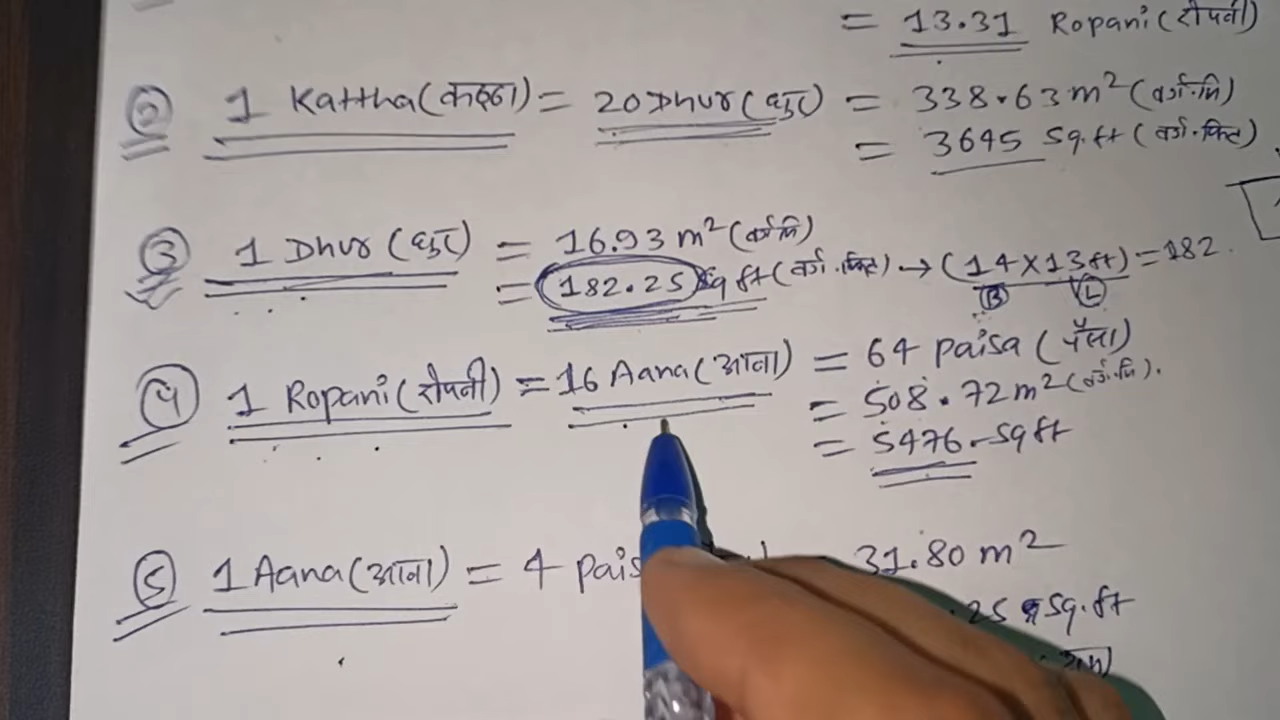 = 13.31 Ropani(रोपनी)
② 1 Kattha(कठ्ठा) = 20 Dhur(धुर) = 338.63 m² (वर्ग.मि)
= 3645 Sq.ft (वर्ग.फिट)
③ 1 Dhur (धुर) = 16.93 m² (वर्ग.मि)
= 182.25 Sq ft (वर्ग.फिट) → (14 X 13 ft) = 182.
B L
④ 1 Ropani(रोपनी) = 16 Aana(आना) = 64 paisa (पैसा)
= 508.72 m² (वर्ग.मि).
= 5476 - Sq ft
⑤ 1 Aana(आना) = 4 pais 31.80 m²
.25 Sq.ft